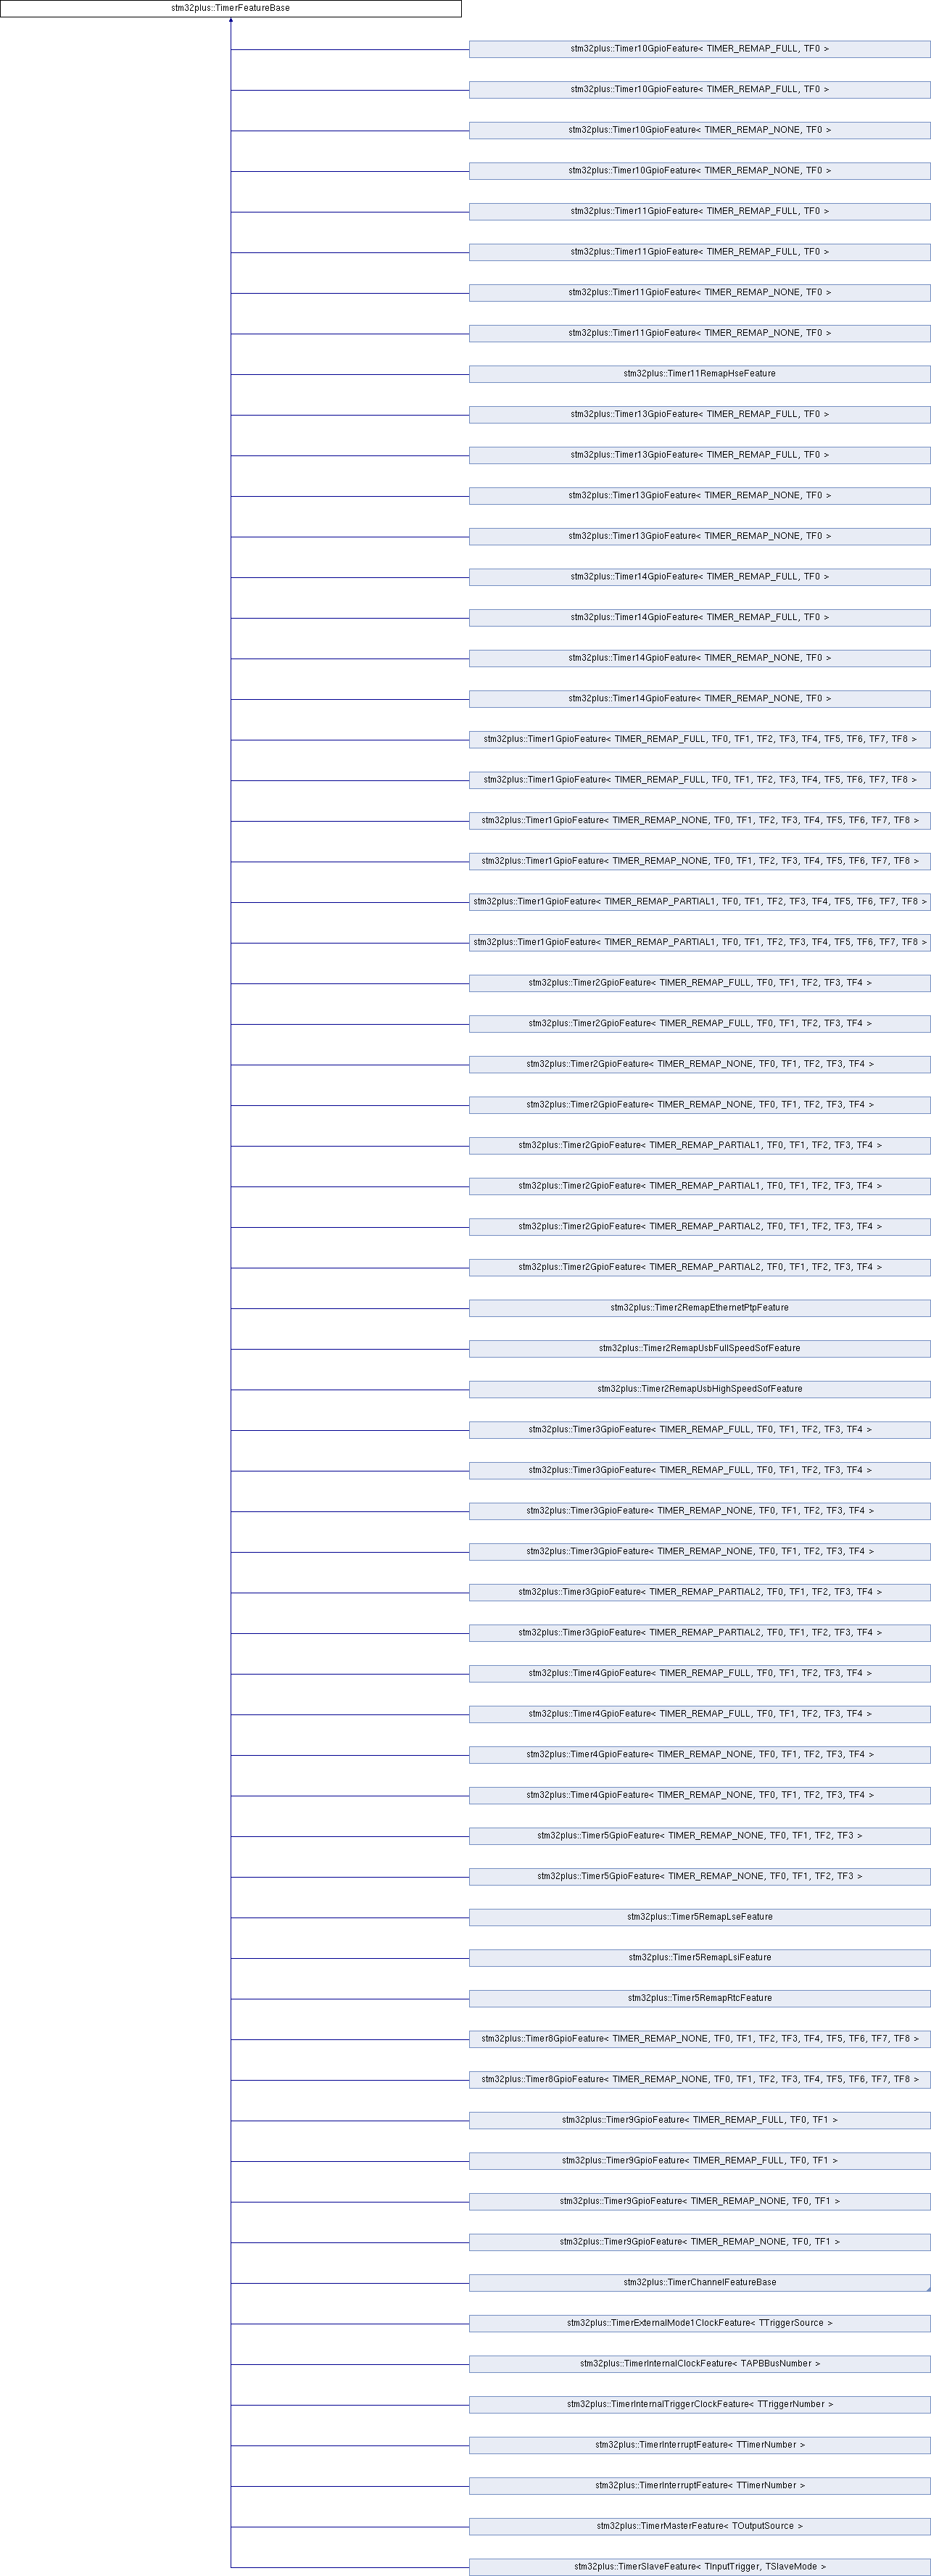 stm32plus::TimerFeatureBase
stm32plus::Timer10GpioFeature< TIMER_REMAP_FULL, TF0 >
stm32plus::Timer10GpioFeature< TIMER_REMAP_FULL, TF0 >
stm32plus::Timer10GpioFeature< TIMER_REMAP_NONE, TF0 >
stm32plus::Timer10GpioFeature< TIMER_REMAP_NONE, TF0 >
stm32plus::Timer11GpioFeature< TIMER_REMAP_FULL, TF0 >
stm32plus::Timer11GpioFeature< TIMER_REMAP_FULL, TF0 >
stm32plus::Timer11GpioFeature< TIMER_REMAP_NONE, TF0 >
stm32plus::Timer11GpioFeature< TIMER_REMAP_NONE, TF0 >
stm32plus::Timer11RemapHseFeature
stm32plus::Timer13GpioFeature< TIMER_REMAP_FULL, TF0 >
stm32plus::Timer13GpioFeature< TIMER_REMAP_FULL, TF0 >
stm32plus::Timer13GpioFeature< TIMER_REMAP_NONE, TF0 >
stm32plus::Timer13GpioFeature< TIMER_REMAP_NONE, TF0 >
stm32plus::Timer14GpioFeature< TIMER_REMAP_FULL, TF0 >
stm32plus::Timer14GpioFeature< TIMER_REMAP_FULL, TF0 >
stm32plus::Timer14GpioFeature< TIMER_REMAP_NONE, TF0 >
stm32plus::Timer14GpioFeature< TIMER_REMAP_NONE, TF0 >
stm32plus::Timer1GpioFeature< TIMER_REMAP_FULL, TF0, TF1, TF2, TF3, TF4, TF5, TF6, TF7, TF8 >
stm32plus::Timer1GpioFeature< TIMER_REMAP_FULL, TF0, TF1, TF2, TF3, TF4, TF5, TF6, TF7, TF8 >
stm32plus::Timer1GpioFeature< TIMER_REMAP_NONE, TF0, TF1, TF2, TF3, TF4, TF5, TF6, TF7, TF8 >
stm32plus::Timer1GpioFeature< TIMER_REMAP_NONE, TF0, TF1, TF2, TF3, TF4, TF5, TF6, TF7, TF8 >
stm32plus::Timer1GpioFeature< TIMER_REMAP_PARTIAL1, TF0, TF1, TF2, TF3, TF4, TF5, TF6, TF7, TF8 >
stm32plus::Timer1GpioFeature< TIMER_REMAP_PARTIAL1, TF0, TF1, TF2, TF3, TF4, TF5, TF6, TF7, TF8 >
stm32plus::Timer2GpioFeature< TIMER_REMAP_FULL, TF0, TF1, TF2, TF3, TF4 >
stm32plus::Timer2GpioFeature< TIMER_REMAP_FULL, TF0, TF1, TF2, TF3, TF4 >
stm32plus::Timer2GpioFeature< TIMER_REMAP_NONE, TF0, TF1, TF2, TF3, TF4 >
stm32plus::Timer2GpioFeature< TIMER_REMAP_NONE, TF0, TF1, TF2, TF3, TF4 >
stm32plus::Timer2GpioFeature< TIMER_REMAP_PARTIAL1, TF0, TF1, TF2, TF3, TF4 >
stm32plus::Timer2GpioFeature< TIMER_REMAP_PARTIAL1, TF0, TF1, TF2, TF3, TF4 >
stm32plus::Timer2GpioFeature< TIMER_REMAP_PARTIAL2, TF0, TF1, TF2, TF3, TF4 >
stm32plus::Timer2GpioFeature< TIMER_REMAP_PARTIAL2, TF0, TF1, TF2, TF3, TF4 >
stm32plus::Timer2RemapEthernetPtpFeature
stm32plus::Timer2RemapUsbFullSpeedSofFeature
stm32plus::Timer2RemapUsbHighSpeedSofFeature
stm32plus::Timer3GpioFeature< TIMER_REMAP_FULL, TF0, TF1, TF2, TF3, TF4 >
stm32plus::Timer3GpioFeature< TIMER_REMAP_FULL, TF0, TF1, TF2, TF3, TF4 >
stm32plus::Timer3GpioFeature< TIMER_REMAP_NONE, TF0, TF1, TF2, TF3, TF4 >
stm32plus::Timer3GpioFeature< TIMER_REMAP_NONE, TF0, TF1, TF2, TF3, TF4 >
stm32plus::Timer3GpioFeature< TIMER_REMAP_PARTIAL2, TF0, TF1, TF2, TF3, TF4 >
stm32plus::Timer3GpioFeature< TIMER_REMAP_PARTIAL2, TF0, TF1, TF2, TF3, TF4 >
stm32plus::Timer4GpioFeature< TIMER_REMAP_FULL, TF0, TF1, TF2, TF3, TF4 >
stm32plus::Timer4GpioFeature< TIMER_REMAP_FULL, TF0, TF1, TF2, TF3, TF4 >
stm32plus::Timer4GpioFeature< TIMER_REMAP_NONE, TF0, TF1, TF2, TF3, TF4 >
stm32plus::Timer4GpioFeature< TIMER_REMAP_NONE, TF0, TF1, TF2, TF3, TF4 >
stm32plus::Timer5GpioFeature< TIMER_REMAP_NONE, TF0, TF1, TF2, TF3 >
stm32plus::Timer5GpioFeature< TIMER_REMAP_NONE, TF0, TF1, TF2, TF3 >
stm32plus::Timer5RemapLseFeature
stm32plus::Timer5RemapLsiFeature
stm32plus::Timer5RemapRtcFeature
stm32plus::Timer8GpioFeature< TIMER_REMAP_NONE, TF0, TF1, TF2, TF3, TF4, TF5, TF6, TF7, TF8 >
stm32plus::Timer8GpioFeature< TIMER_REMAP_NONE, TF0, TF1, TF2, TF3, TF4, TF5, TF6, TF7, TF8 >
stm32plus::Timer9GpioFeature< TIMER_REMAP_FULL, TF0, TF1 >
stm32plus::Timer9GpioFeature< TIMER_REMAP_FULL, TF0, TF1 >
stm32plus::Timer9GpioFeature< TIMER_REMAP_NONE, TF0, TF1 >
stm32plus::Timer9GpioFeature< TIMER_REMAP_NONE, TF0, TF1 >
stm32plus::TimerChannelFeatureBase
stm32plus::TimerExternalMode1ClockFeature< TTriggerSource >
stm32plus::TimerInternalClockFeature< TAPBBusNumber >
stm32plus::TimerInternalTriggerClockFeature< TTriggerNumber >
stm32plus::TimerInterruptFeature< TTimerNumber >
stm32plus::TimerInterruptFeature< TTimerNumber >
stm32plus::TimerMasterFeature< TOutputSource >
stm32plus::TimerSlaveFeature< TInputTrigger, TSlaveMode >